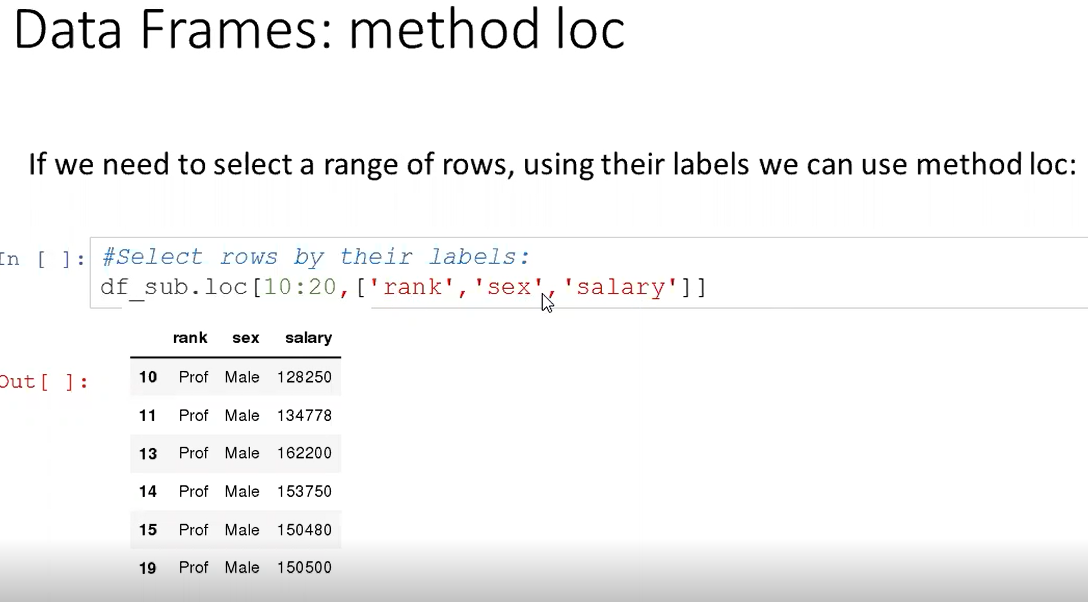 Data Frames: method loc
If we need to select a range of rows, using their labels we can use method loc:
In [ ]: #Select rows by their labels:
df_sub.loc[10:20,['rank','sex','salary']]
rank sex salary
Out[ ]:
10 Prof Male 128250
11 Prof Male 134778
13 Prof Male 162200
14 Prof Male 153750
15 Prof Male 150480
19 Prof Male 150500